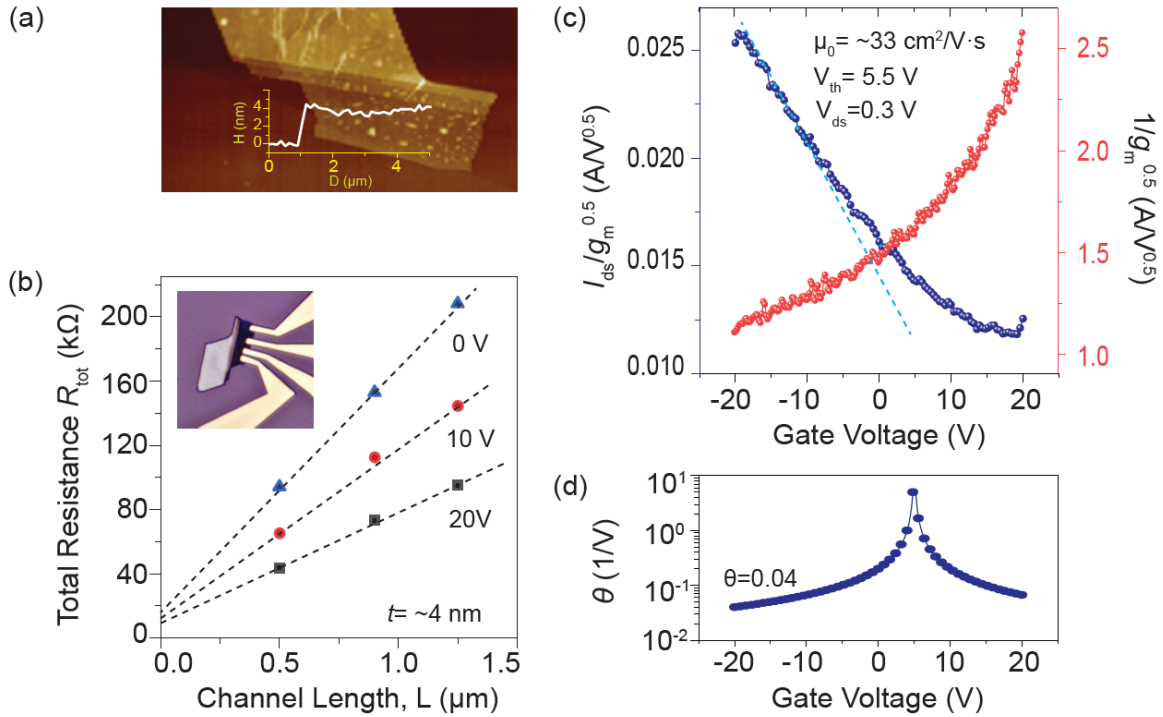 (a)
H (nm)
4
2
0
0 2 4
D (µm)
(b)
Total Resistance R_tot (kΩ)
200
160
120
80
40
0
0 V
10 V
20V
t= ~4 nm
0.0 0.5 1.0 1.5
Channel Length, L (µm)
(c)
I_ds/g_m^0.5 (A/V^0.5)
0.025
0.020
0.015
0.010
µ₀= ~33 cm²/V·s
V_th= 5.5 V
V_ds=0.3 V
2.5
2.0
1.5
1.0
1/g_m^0.5 (A/V^0.5)
-20 -10 0 10 20
Gate Voltage (V)
(d)
θ (1/V)
10¹
10⁰
10⁻¹
10⁻²
θ=0.04
-20 -10 0 10 20
Gate Voltage (V)